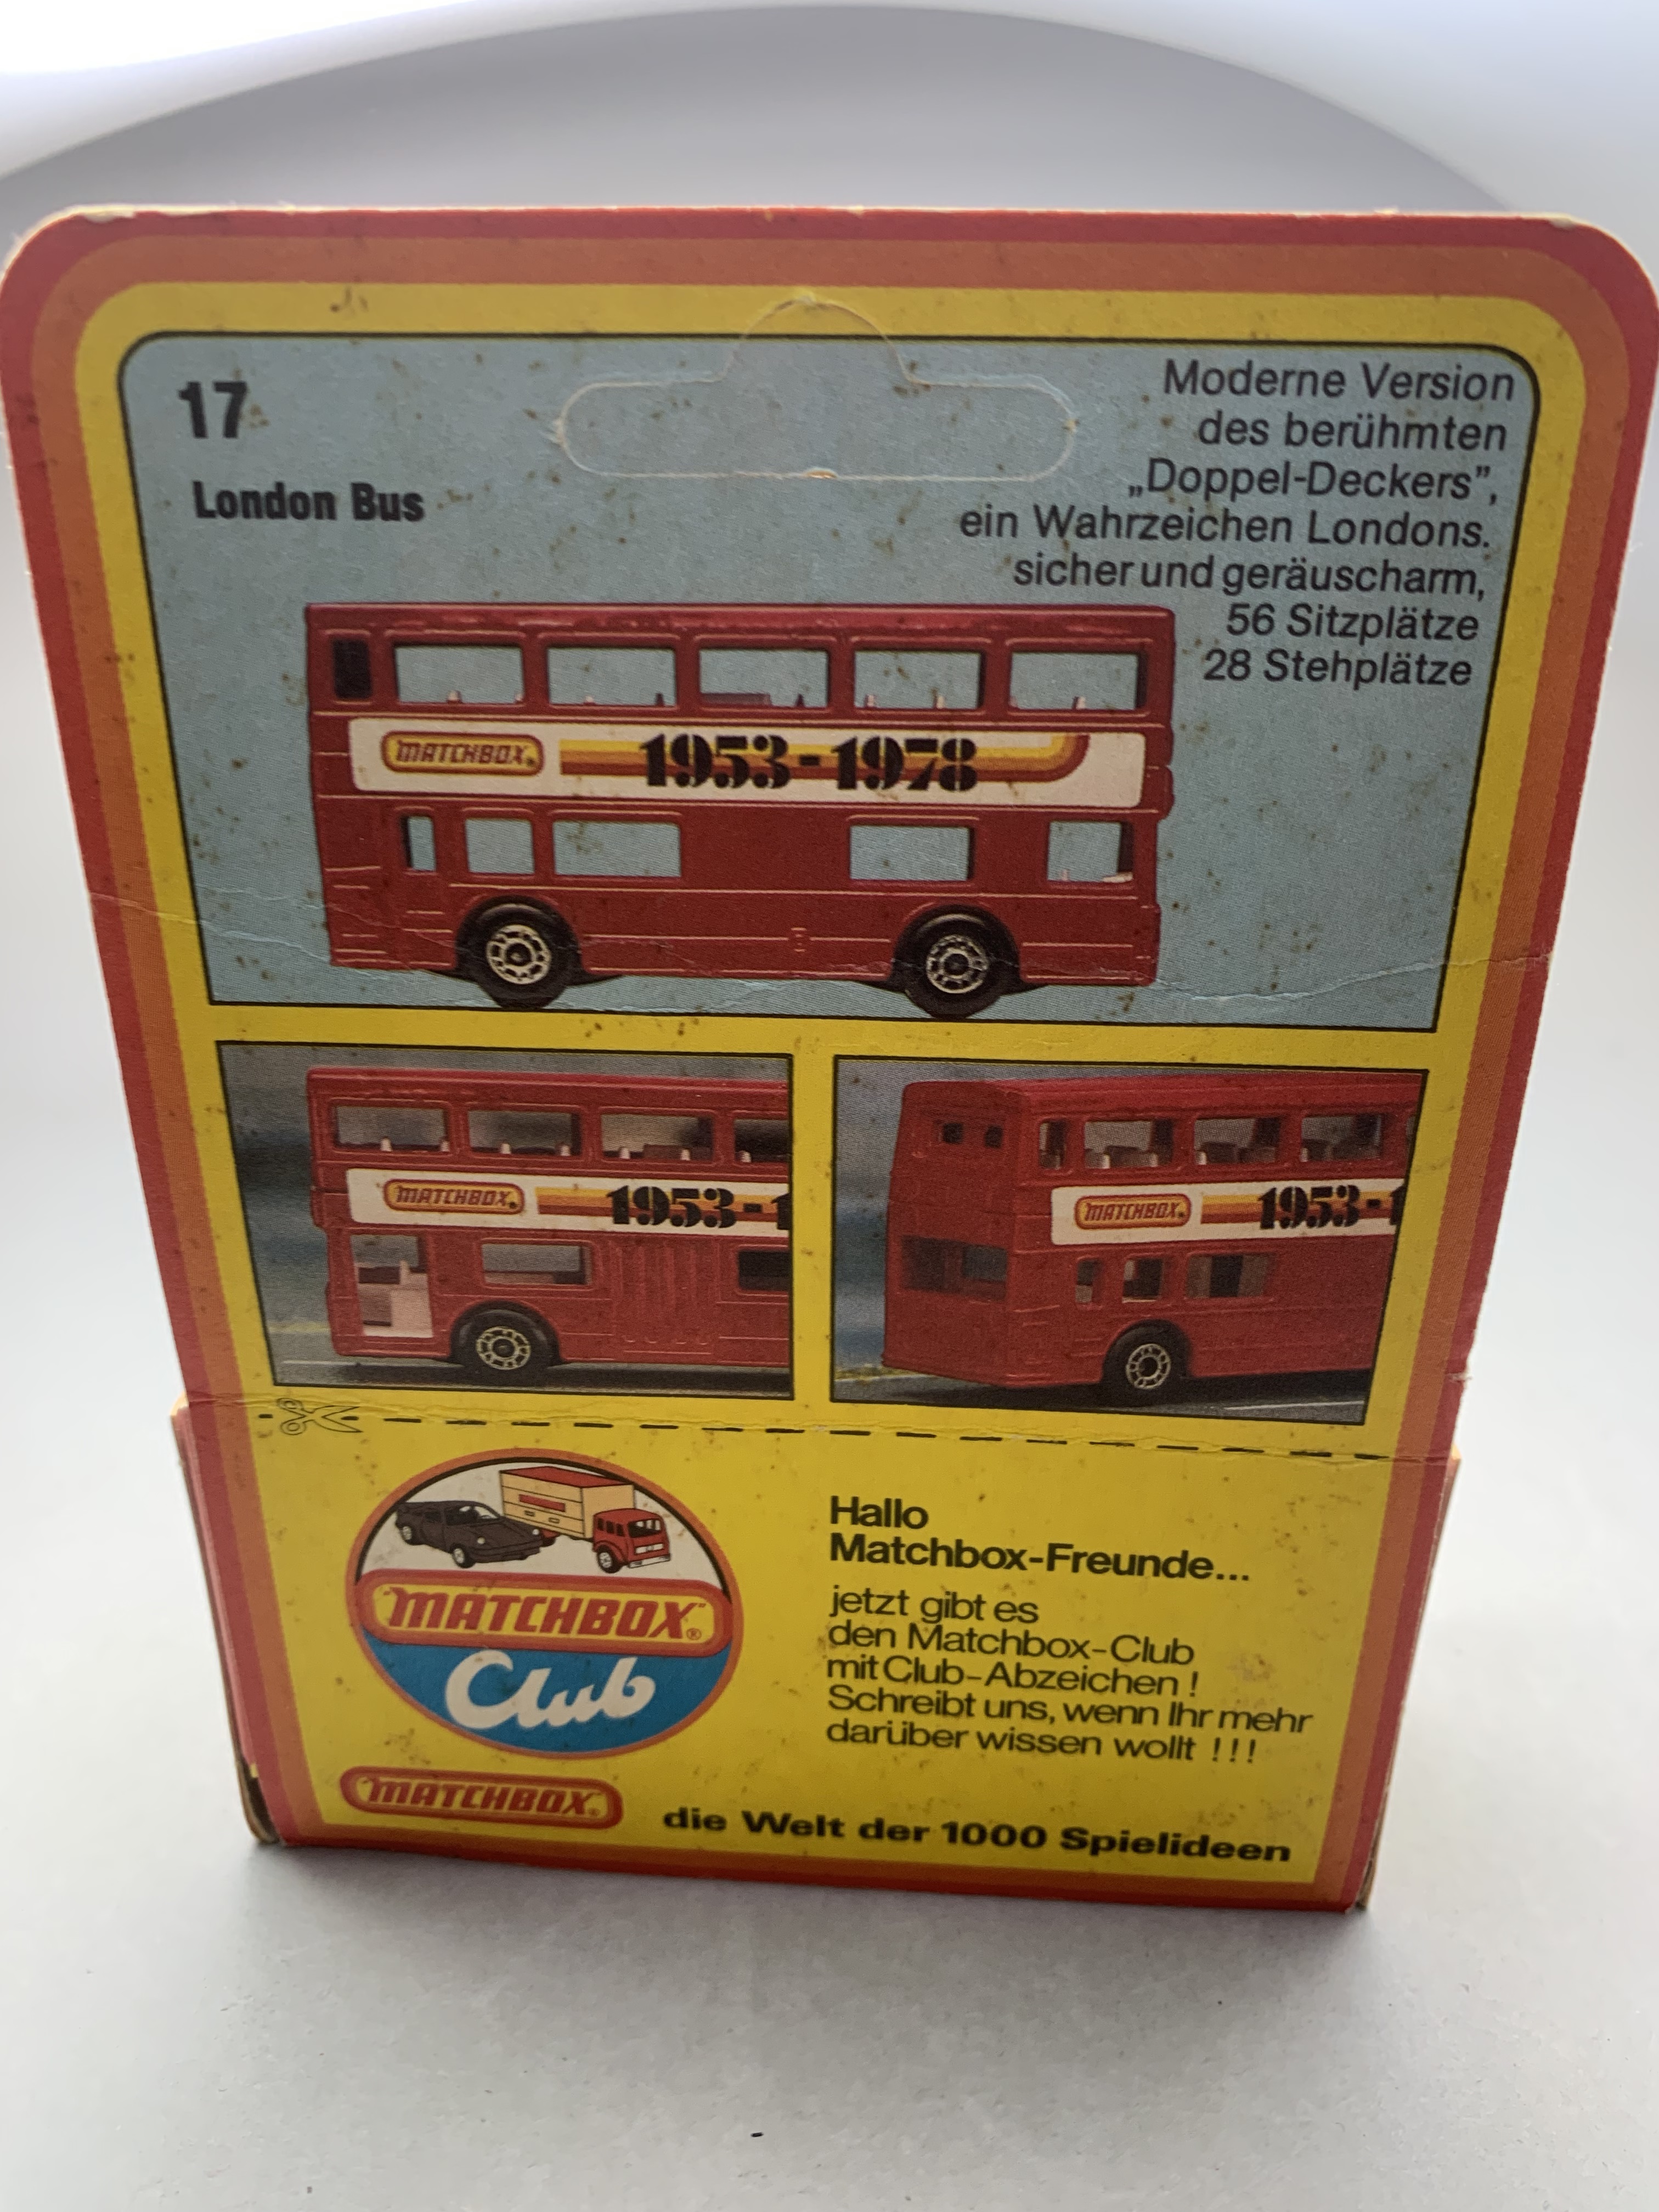 17
London Bus
Moderne Version
des berühmten
„Doppel-Deckers”,
ein Wahrzeichen Londons.
sicher und geräuscharm,
56 Sitzplätze
28 Stehplätze
MATCHBOX® 1953-1978
MATCHBOX® 1953-1
MATCHBOX® 1953-1
"MATCHBOX"®
Club
Hallo
Matchbox-Freunde...
jetzt gibt es
den Matchbox-Club
mit Club-Abzeichen!
Schreibt uns, wenn Ihr mehr
darüber wissen wollt !!!
"MATCHBOX"® die Welt der 1000 Spielideen